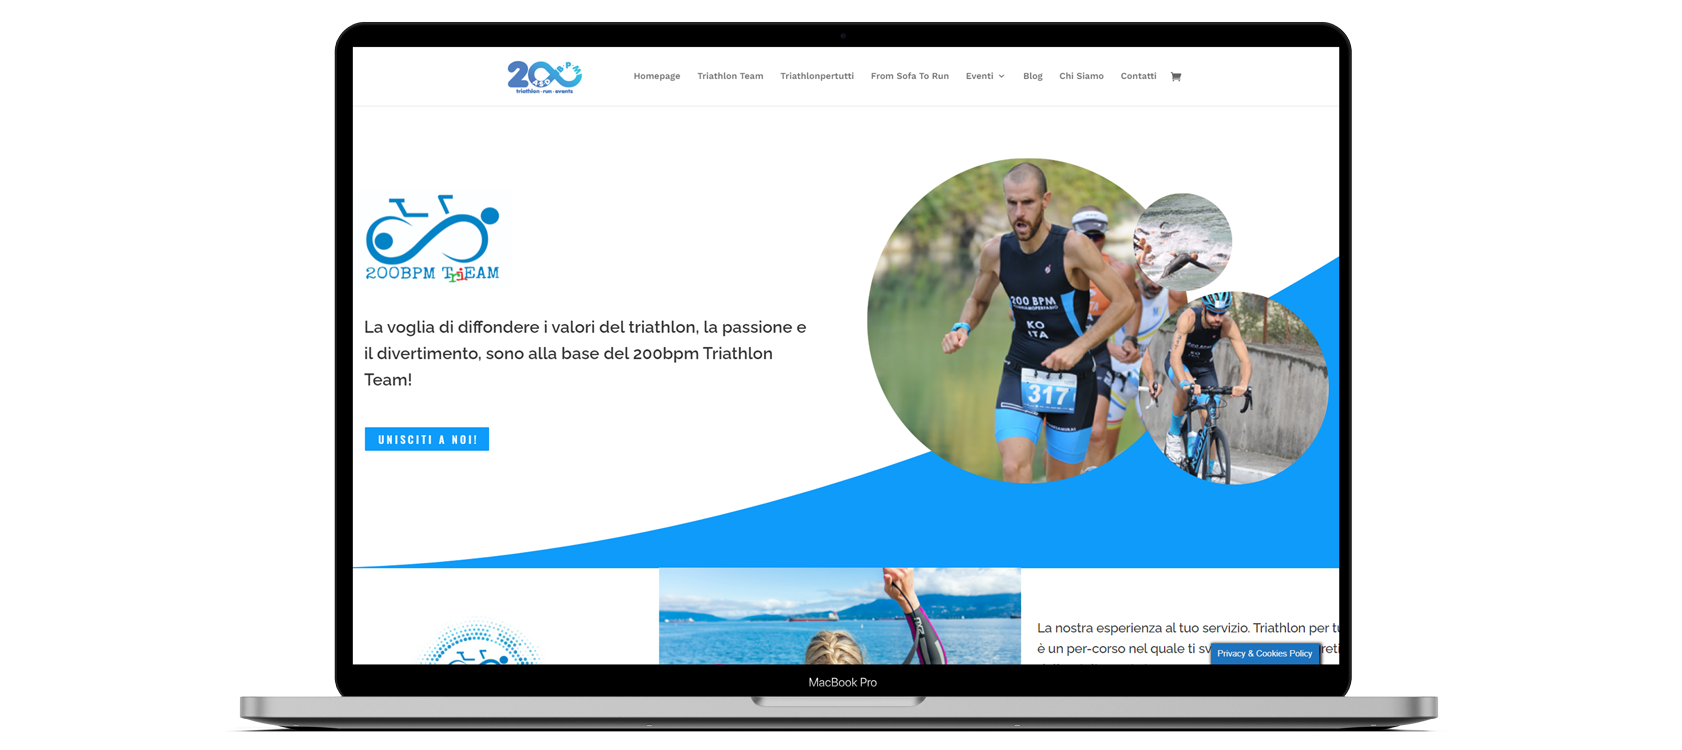 200 BPM
triathlon·run·events
Homepage Triathlon Team Triathlonpertutti From Sofa To Run Eventi Blog Chi Siamo Contatti
200BPM TriEAM
La voglia di diffondere i valori del triathlon, la passione e
il divertimento, sono alla base del 200bpm Triathlon
Team!
UNISCITI A NOI!
200 BPM
KO
ITA
317
La nostra esperienza al tuo servizio. Triathlon per
è un per-corso nel quale ti
Privacy & Cookies Policy
MacBook Pro